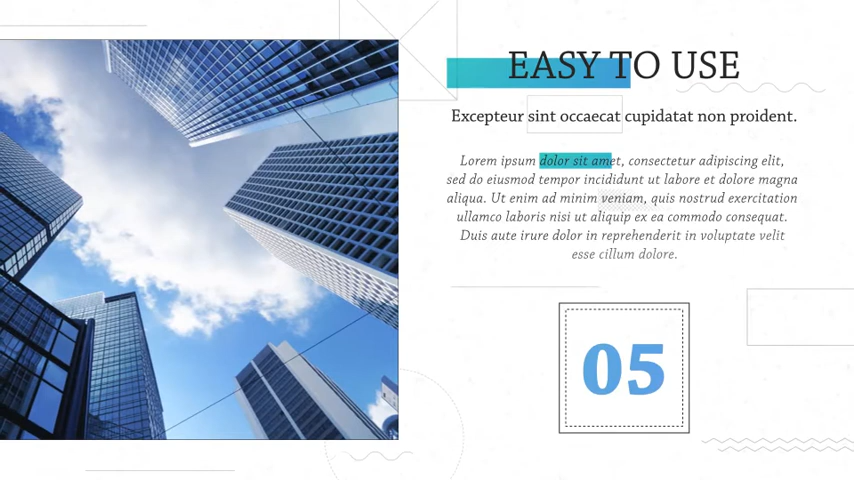 EASY TO USE
Excepteur sint occaecat cupidatat non proident.
Lorem ipsum dolor sit amet, consectetur adipiscing elit,
sed do eiusmod tempor incididunt ut labore et dolore magna
aliqua. Ut enim ad minim veniam, quis nostrud exercitation
ullamco laboris nisi ut aliquip ex ea commodo consequat.
Duis aute irure dolor in reprehenderit in voluptate velit
esse cillum dolore.
05